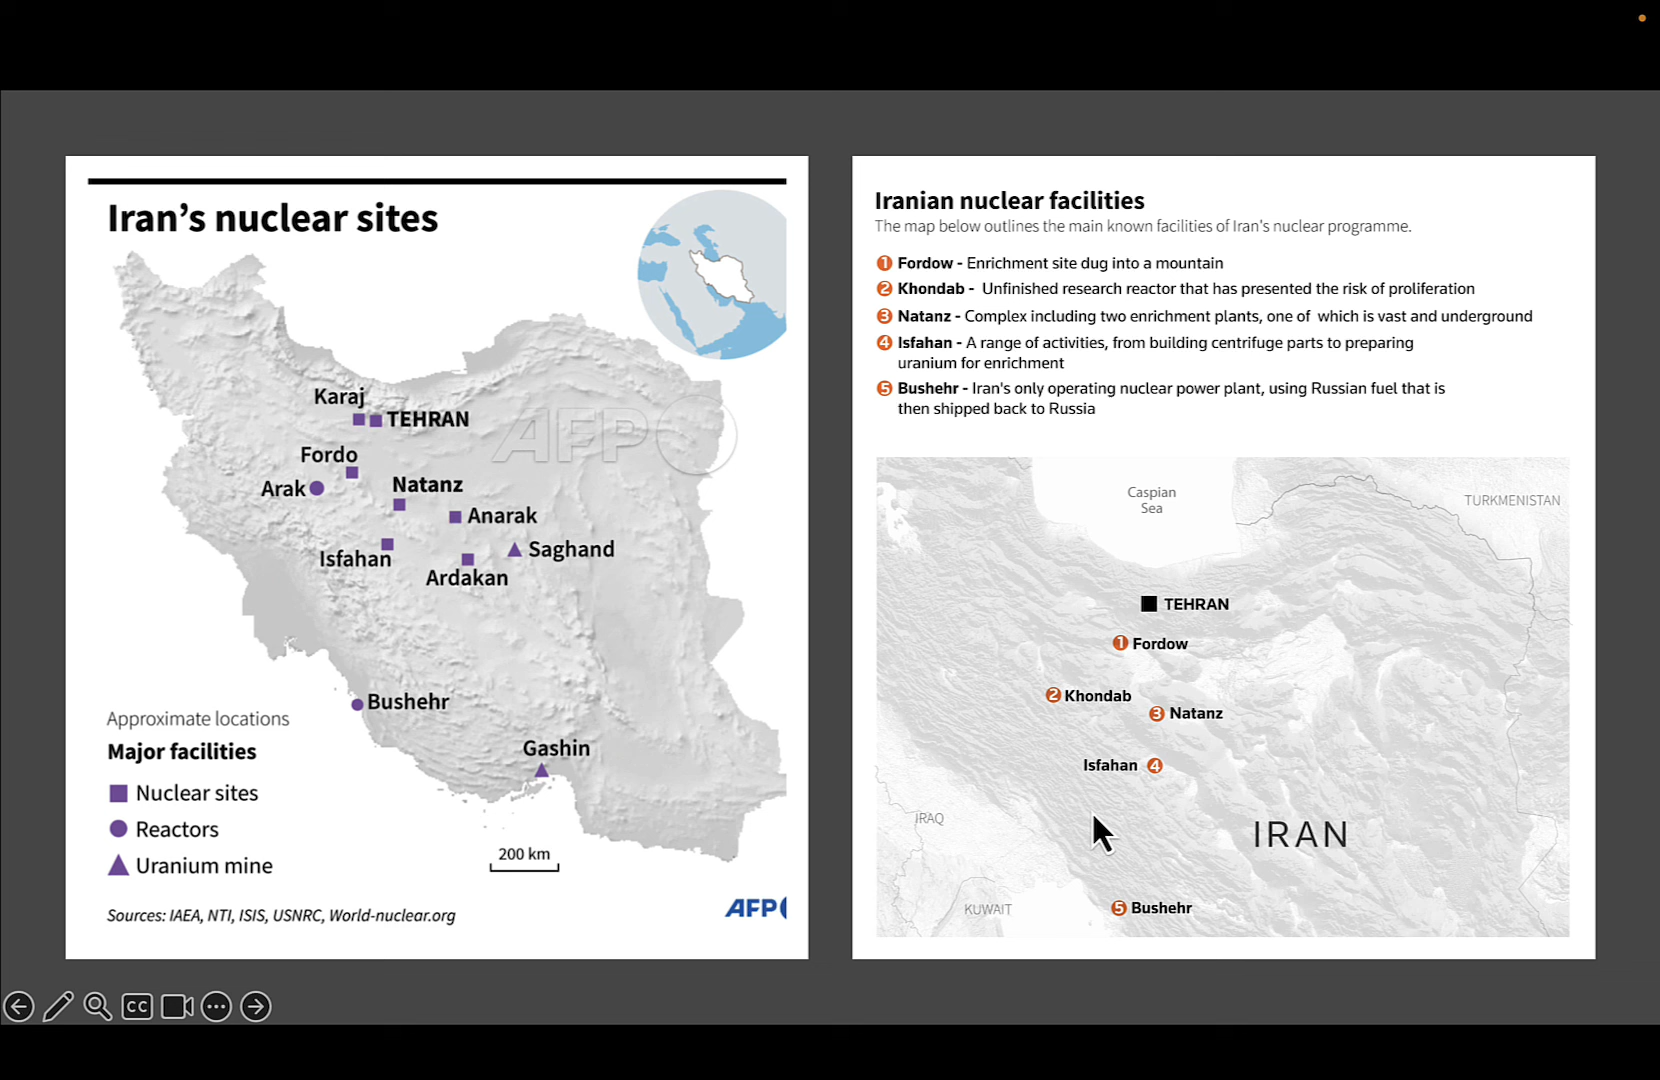 Iran's nuclear sites
Karaj
TEHRAN
Fordo
Arak
Natanz
Anarak
Isfahan
Saghand
Ardakan
Bushehr
Gashin
AFP
Approximate locations
Major facilities
Nuclear sites
Reactors
Uranium mine
200 km
Sources: IAEA, NTI, ISIS, USNRC, World-nuclear.org
AFP
Iranian nuclear facilities
The map below outlines the main known facilities of Iran's nuclear programme.
1 Fordow - Enrichment site dug into a mountain
2 Khondab - Unfinished research reactor that has presented the risk of proliferation
3 Natanz - Complex including two enrichment plants, one of which is vast and underground
4 Isfahan - A range of activities, from building centrifuge parts to preparing
uranium for enrichment
5 Bushehr - Iran's only operating nuclear power plant, using Russian fuel that is
then shipped back to Russia
Caspian
Sea
TURKMENISTAN
TEHRAN
1 Fordow
2 Khondab
3 Natanz
Isfahan 4
IRAQ
IRAN
KUWAIT
5 Bushehr
CC